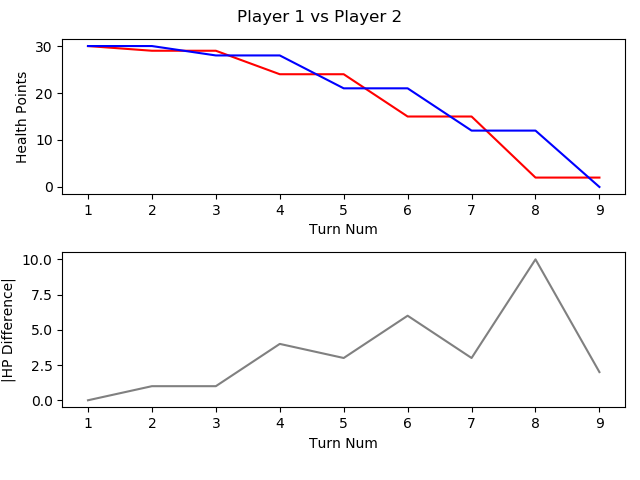 Player 1 vs Player 2
30
20
10
0
Health Points
1 2 3 4 5 6 7 8 9
Turn Num
10.0
7.5
5.0
2.5
0.0
|HP Difference|
1 2 3 4 5 6 7 8 9
Turn Num